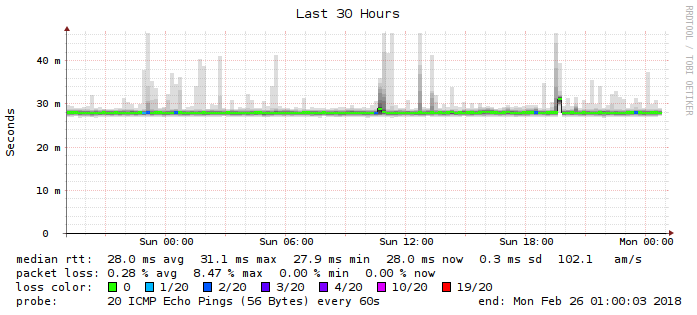 Last 30 Hours
RRDTOOL / TOBI OETIKER
Seconds
40 m
30 m
20 m
10 m
0
Sun 00:00 Sun 06:00 Sun 12:00 Sun 18:00 Mon 00:00
median rtt: 28.0 ms avg 31.1 ms max 27.9 ms min 28.0 ms now 0.3 ms sd 102.1 am/s
packet loss: 0.28 % avg 8.47 % max 0.00 % min 0.00 % now
loss color: 0 1/20 2/20 3/20 4/20 10/20 19/20
probe: 20 ICMP Echo Pings (56 Bytes) every 60s end: Mon Feb 26 01:00:03 2018